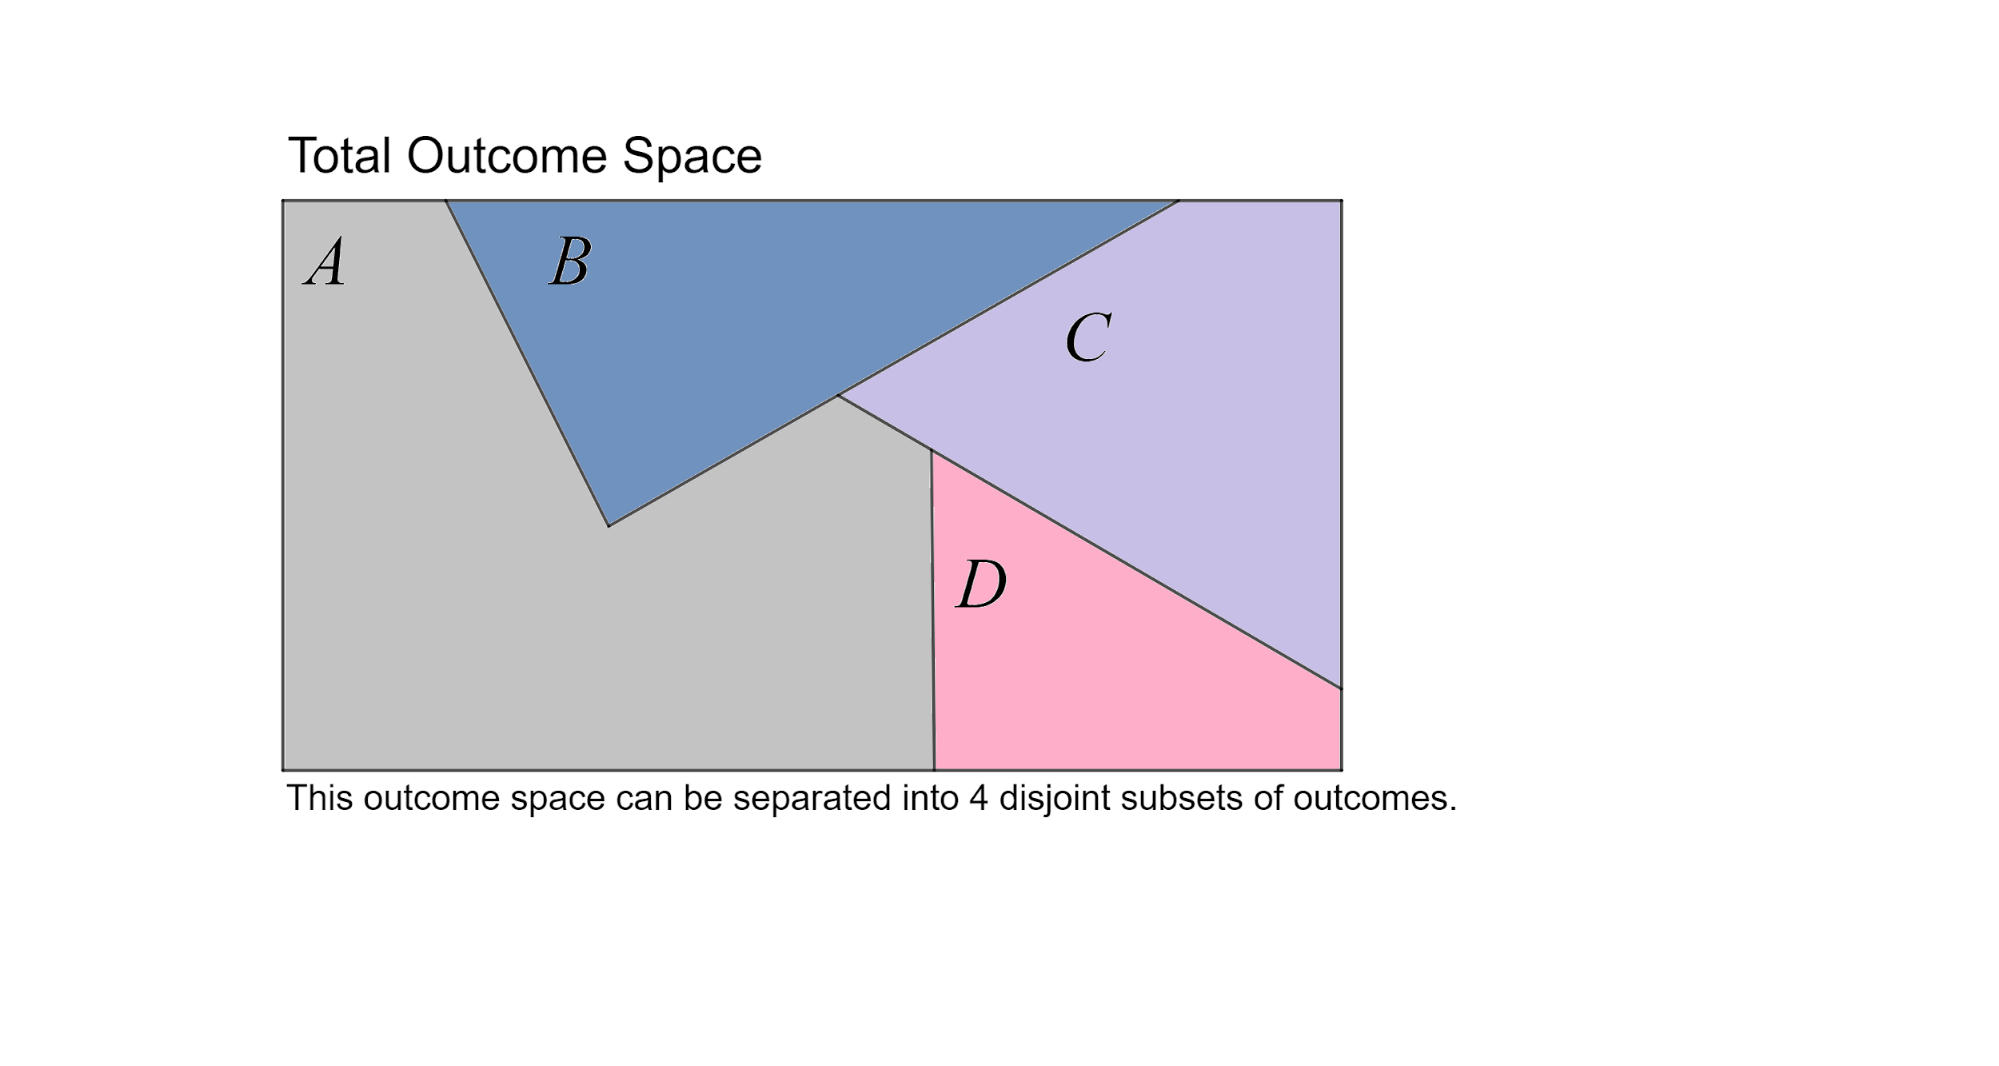 Total Outcome Space
A
B
C
D
This outcome space can be separated into 4 disjoint subsets of outcomes.